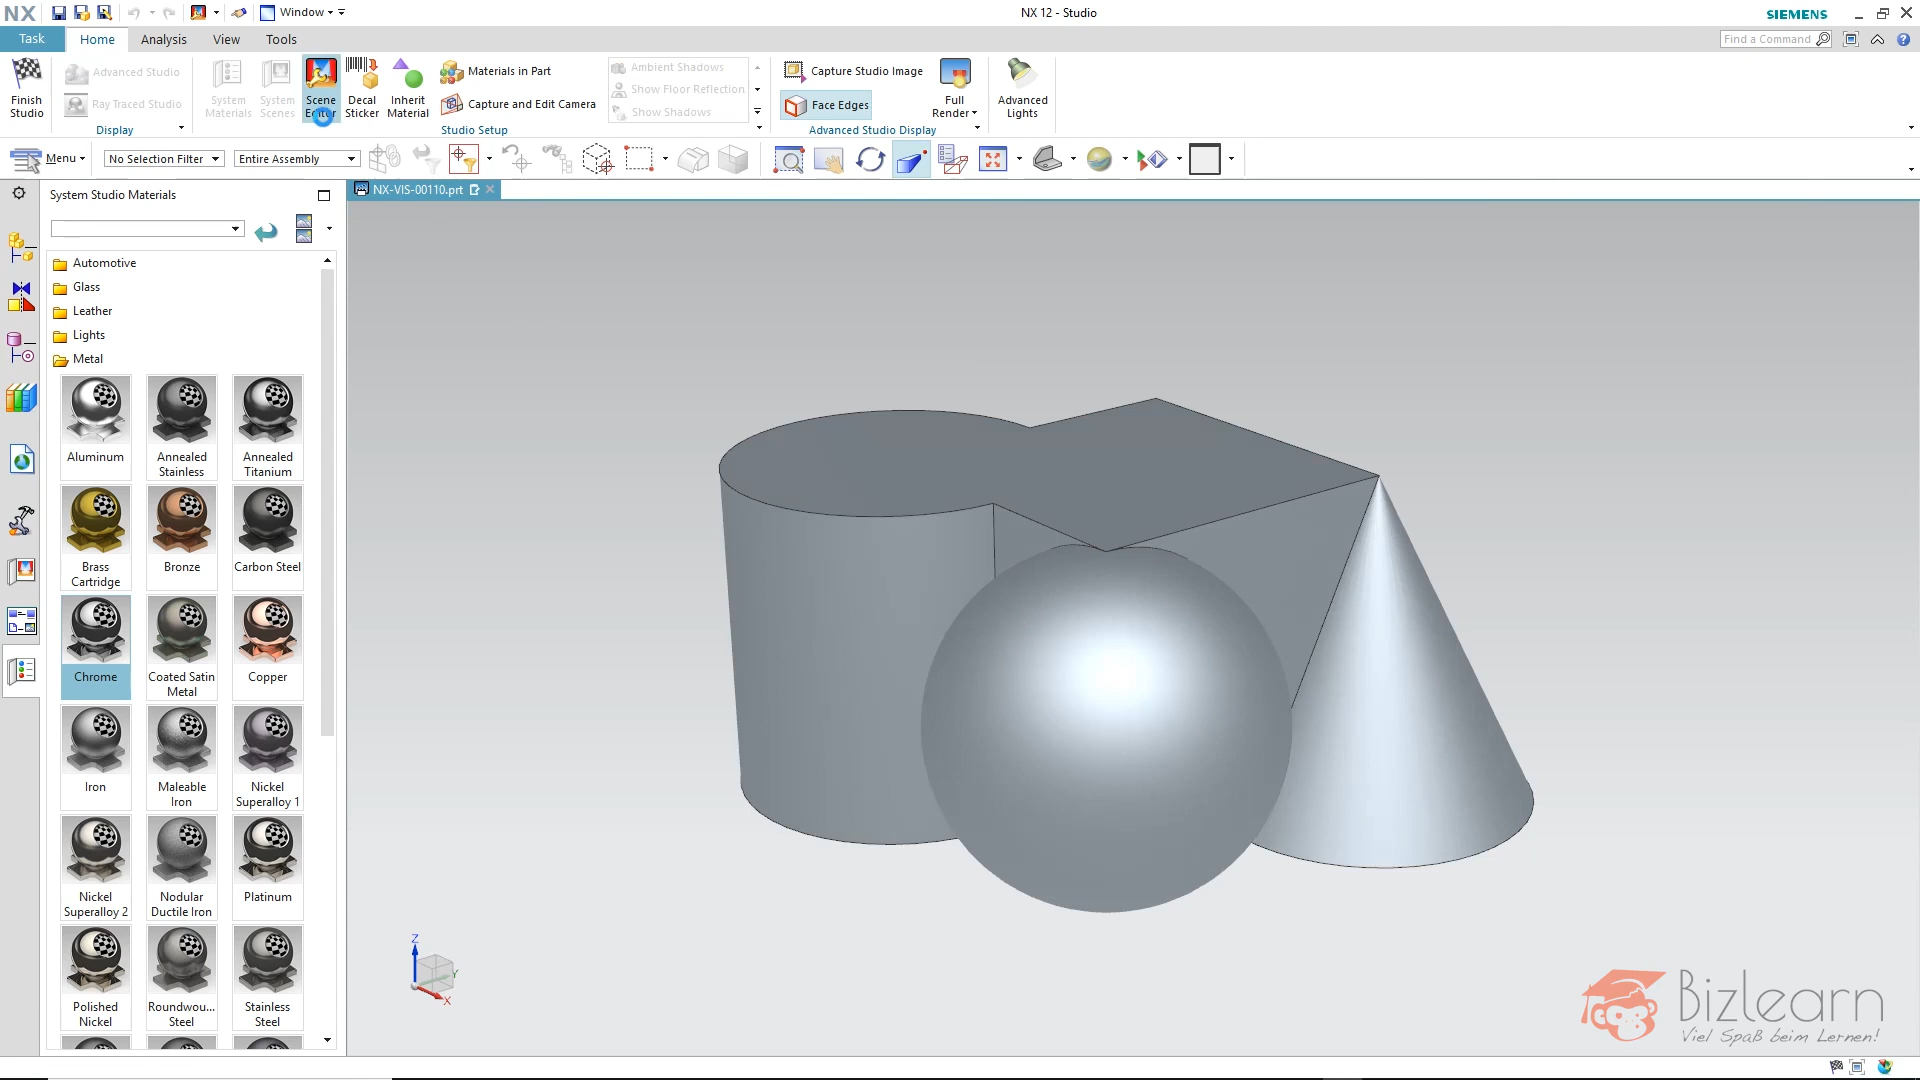 NX
Window
NX 12 - Studio
SIEMENS
Task
Home
Analysis
View
Tools
Find a Command
Finish
Studio
Advanced Studio
Ray Traced Studio
Display
System
Materials
System
Scenes
Scene
Editor
Decal
Sticker
Inherit
Material
Materials in Part
Capture and Edit Camera
Studio Setup
Ambient Shadows
Show Floor Reflection
Show Shadows
Capture Studio Image
Face Edges
Full
Render
Advanced Studio Display
Advanced
Lights
Menu
No Selection Filter
Entire Assembly
System Studio Materials
NX-VIS-00110.prt
Automotive
Glass
Leather
Lights
Metal
Aluminum
Annealed
Stainless
Annealed
Titanium
Brass
Cartridge
Bronze
Carbon Steel
Chrome
Coated Satin
Metal
Copper
Iron
Maleable
Iron
Nickel
Superalloy 1
Nickel
Superalloy 2
Nodular
Ductile Iron
Platinum
Polished
Nickel
Roundwou...
Steel
Stainless
Steel
Z
Y
X
Bizlearn
Viel Spaß beim Lernen!